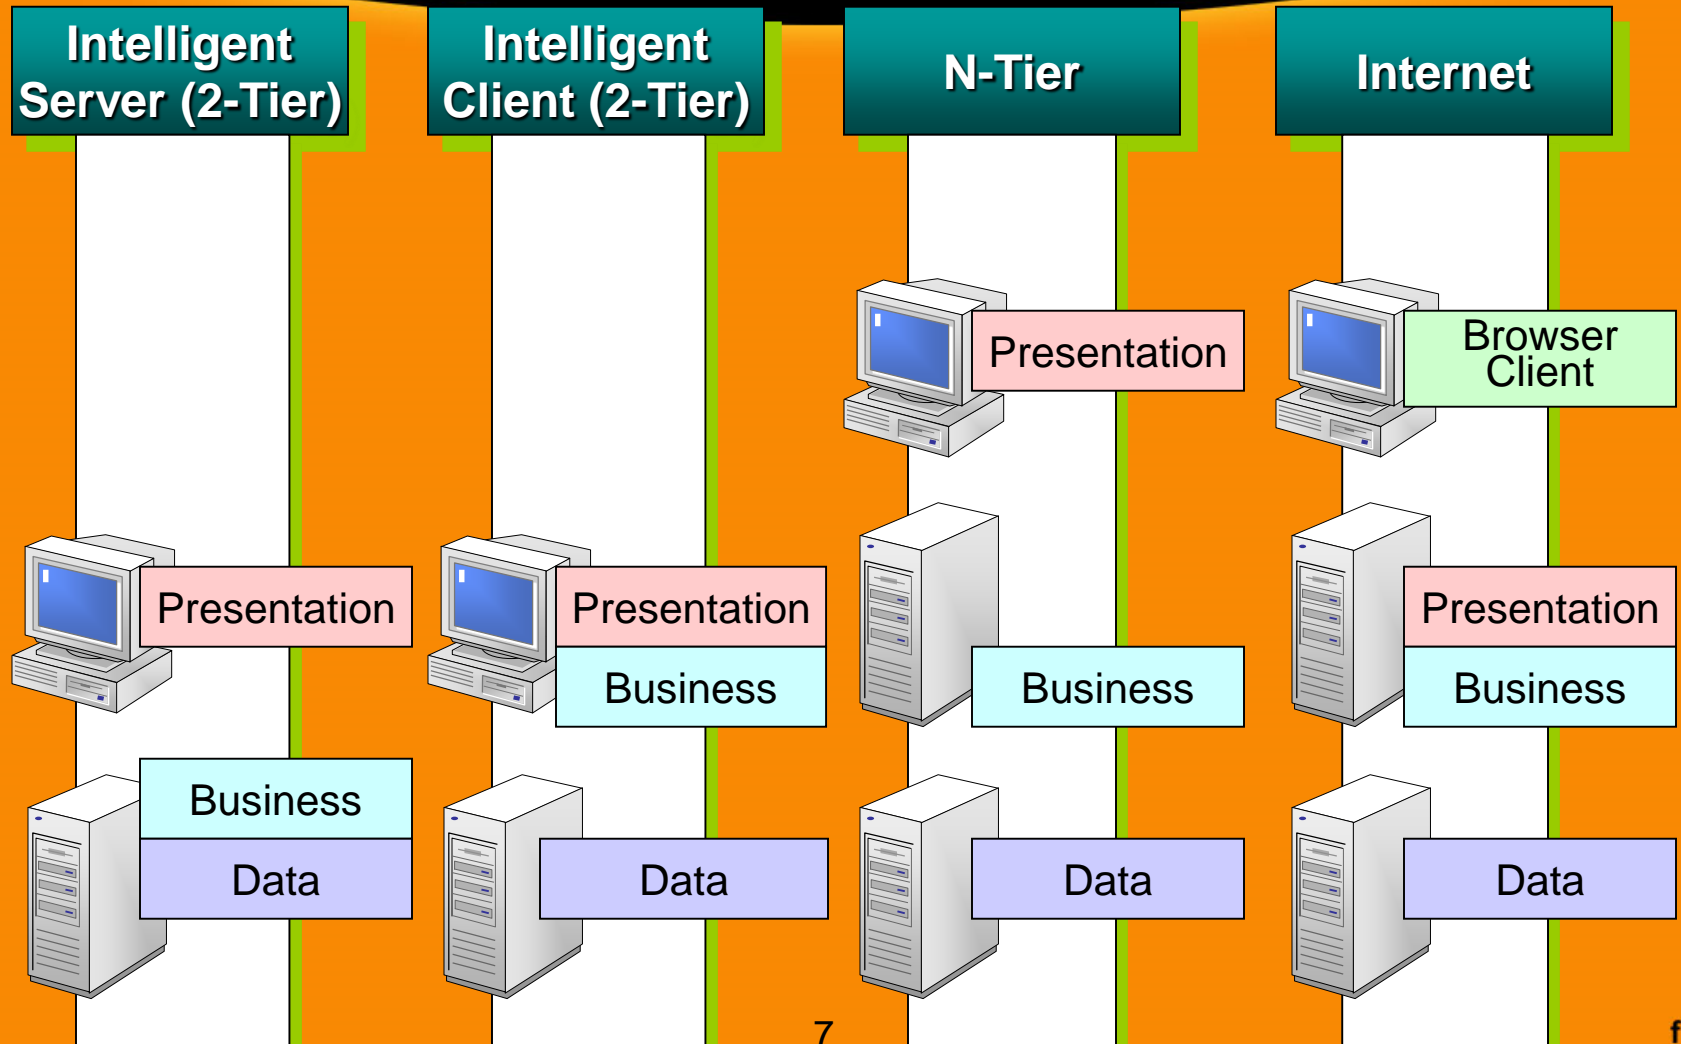 Intelligent
Server (2-Tier)
Intelligent
Client (2-Tier)
N-Tier
Internet
Presentation
Browser
Client
Presentation
Presentation
Presentation
Business
Business
Business
Business
Data
Data
Data
Data
7
f